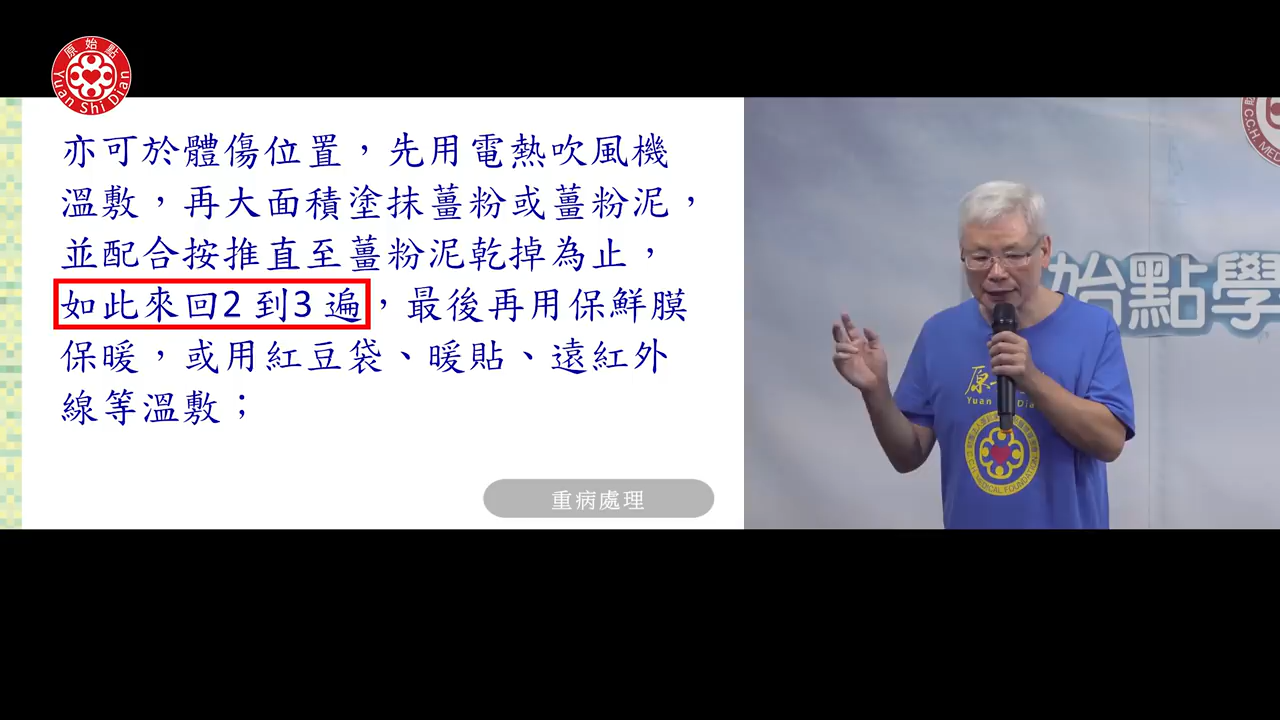 原始點
Yuan Shi Dian
亦可於體傷位置，先用電熱吹風機
溫敷，再大面積塗抹薑粉或薑粉泥，
並配合按推直至薑粉泥乾掉為止，
如此來回2 到3 遍，最後再用保鮮膜
保暖，或用紅豆袋、暖貼、遠紅外
線等溫敷；
重病處理
始點學
Yuan
C.C.H. MEDICAL FOUNDATION